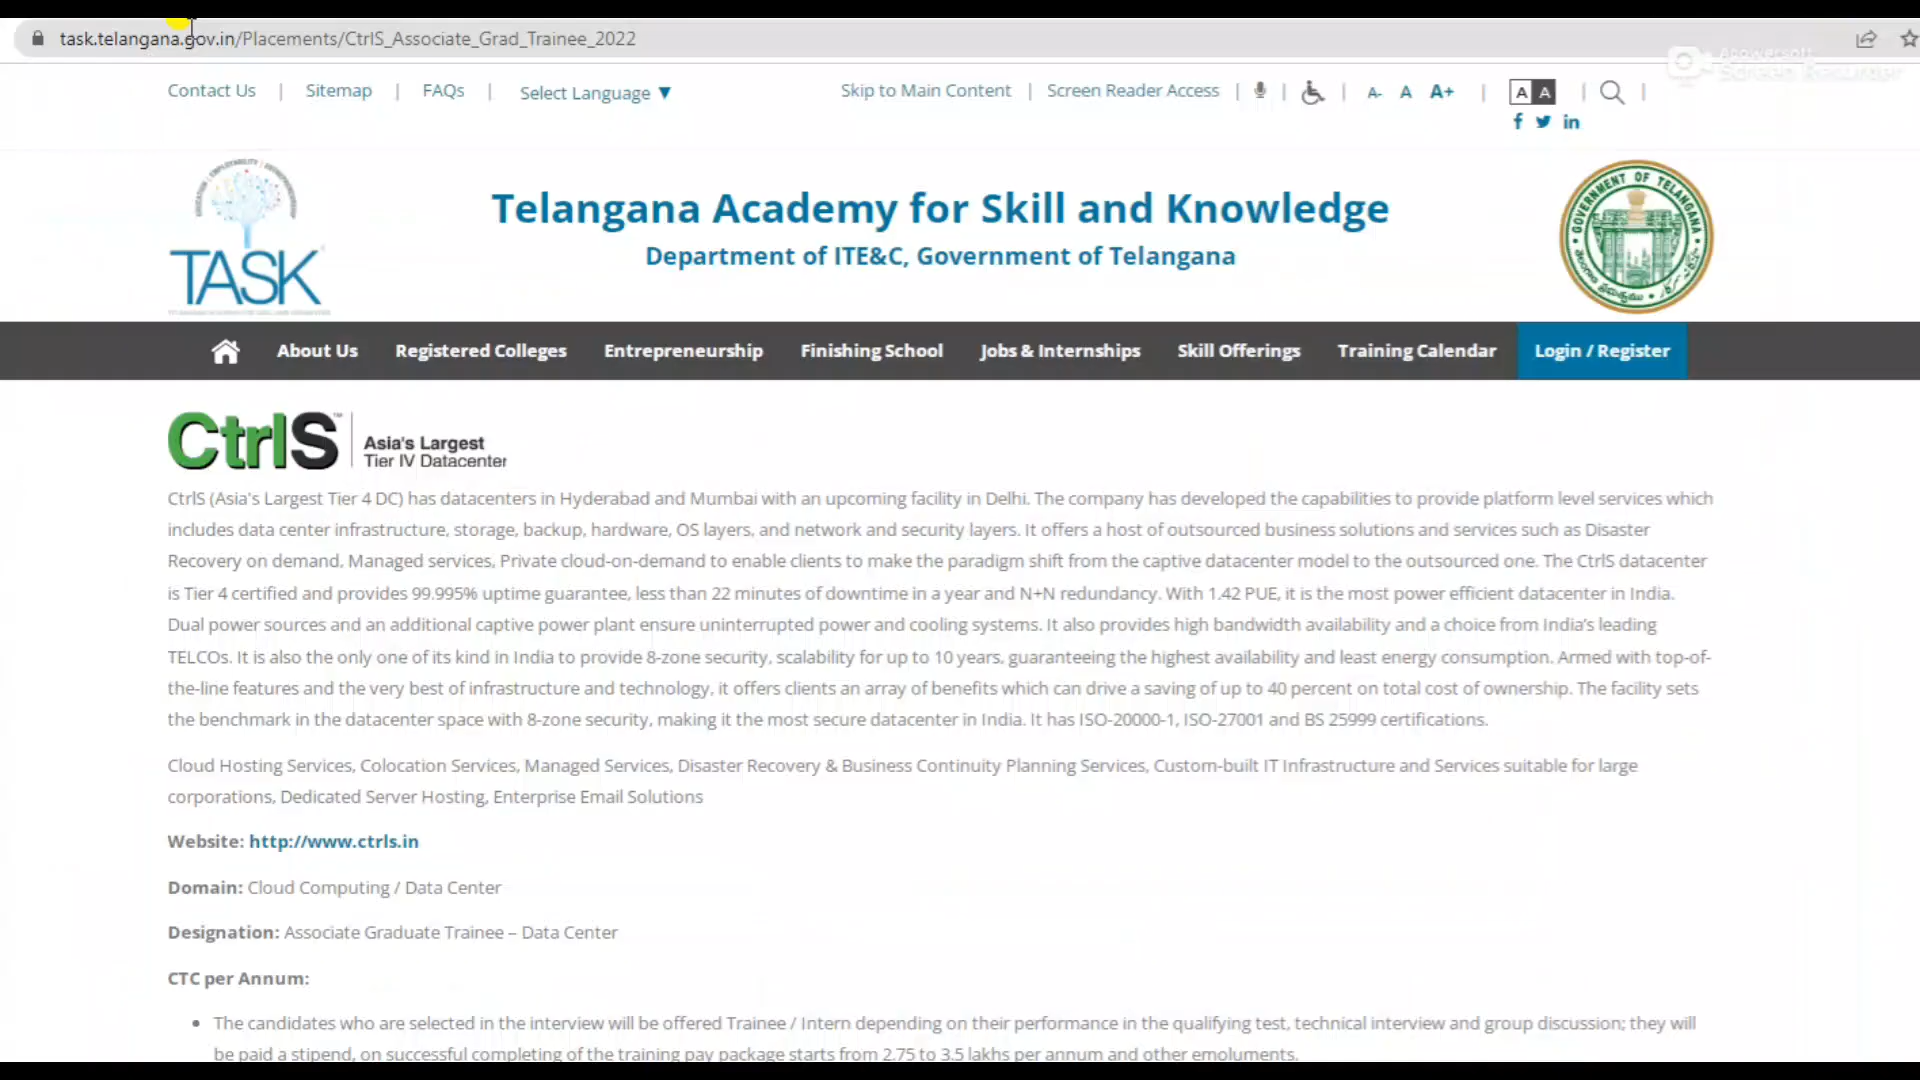 task.telangana.gov.in/Placements/CtrlS_Associate_Grad_Trainee_2022
Apowersoft
Screen Recorder
Contact Us | Sitemap | FAQs | Select Language ▼ Skip to Main Content | Screen Reader Access | | | A- A A+ | A A | |
f in
EDUCATION | EMPLOYABILITY | ENTREPRENEURSHIP
TASK
Telangana Academy for Skill and Knowledge
Department of ITE&C, Government of Telangana
GOVERNMENT OF TELANGANA
About Us Registered Colleges Entrepreneurship Finishing School Jobs & Internships Skill Offerings Training Calendar Login / Register
CtrlS™ Asia's Largest
Tier IV Datacenter
CtrlS (Asia's Largest Tier 4 DC) has datacenters in Hyderabad and Mumbai with an upcoming facility in Delhi. The company has developed the capabilities to provide platform level services which
includes data center infrastructure, storage, backup, hardware, OS layers, and network and security layers. It offers a host of outsourced business solutions and services such as Disaster
Recovery on demand, Managed services, Private cloud-on-demand to enable clients to make the paradigm shift from the captive datacenter model to the outsourced one. The CtrlS datacenter
is Tier 4 certified and provides 99.995% uptime guarantee, less than 22 minutes of downtime in a year and N+N redundancy. With 1.42 PUE, it is the most power efficient datacenter in India.
Dual power sources and an additional captive power plant ensure uninterrupted power and cooling systems. It also provides high bandwidth availability and a choice from India's leading
TELCOs. It is also the only one of its kind in India to provide 8-zone security, scalability for up to 10 years, guaranteeing the highest availability and least energy consumption. Armed with top-of-
the-line features and the very best of infrastructure and technology, it offers clients an array of benefits which can drive a saving of up to 40 percent on total cost of ownership. The facility sets
the benchmark in the datacenter space with 8-zone security, making it the most secure datacenter in India. It has ISO-20000-1, ISO-27001 and BS 25999 certifications.
Cloud Hosting Services, Colocation Services, Managed Services, Disaster Recovery & Business Continuity Planning Services, Custom-built IT Infrastructure and Services suitable for large
corporations, Dedicated Server Hosting, Enterprise Email Solutions
Website: http://www.ctrls.in
Domain: Cloud Computing / Data Center
Designation: Associate Graduate Trainee – Data Center
CTC per Annum:
• The candidates who are selected in the interview will be offered Trainee / Intern depending on their performance in the qualifying test, technical interview and group discussion; they will
be paid a stipend, on successful completing of the training pay package starts from 2.75 to 3.5 lakhs per annum and other emoluments.